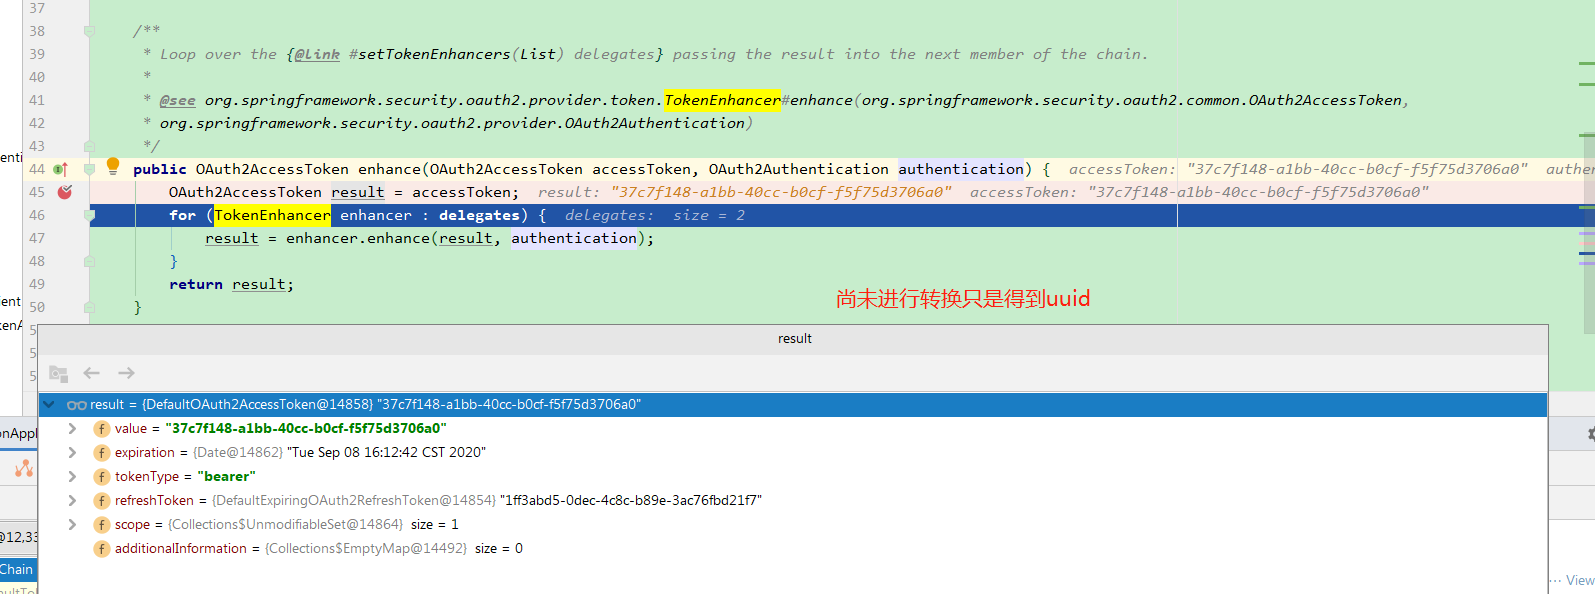 37
38 /**
39 * Loop over the {@link #setTokenEnhancers(List) delegates} passing the result into the next member of the chain.
40 *
41 * @see org.springframework.security.oauth2.provider.token.TokenEnhancer#enhance(org.springframework.security.oauth2.common.OAuth2AccessToken,
42 * org.springframework.security.oauth2.provider.OAuth2Authentication)
43 */
44 public OAuth2AccessToken enhance(OAuth2AccessToken accessToken, OAuth2Authentication authentication) { accessToken: "37c7f148-a1bb-40cc-b0cf-f5f75d3706a0" authen
45 OAuth2AccessToken result = accessToken; result: "37c7f148-a1bb-40cc-b0cf-f5f75d3706a0" accessToken: "37c7f148-a1bb-40cc-b0cf-f5f75d3706a0"
46 for (TokenEnhancer enhancer : delegates) { delegates: size = 2
47 result = enhancer.enhance(result, authentication);
48 }
49 return result;
尚未进行转换只是得到uuid
50 }
5
5
5
enti
ient
kenA
result
result = {DefaultOAuth2AccessToken@14858} "37c7f148-a1bb-40cc-b0cf-f5f75d3706a0"
value = "37c7f148-a1bb-40cc-b0cf-f5f75d3706a0"
expiration = {Date@14862} "Tue Sep 08 16:12:42 CST 2020"
tokenType = "bearer"
refreshToken = {DefaultExpiringOAuth2RefreshToken@14854} "1ff3abd5-0dec-4c8c-b89e-3ac76fbd21f7"
scope = {Collections$UnmodifiableSet@14864} size = 1
additionalInformation = {Collections$EmptyMap@14492} size = 0
onAppl
@12,33
Chain
aultTo
... View